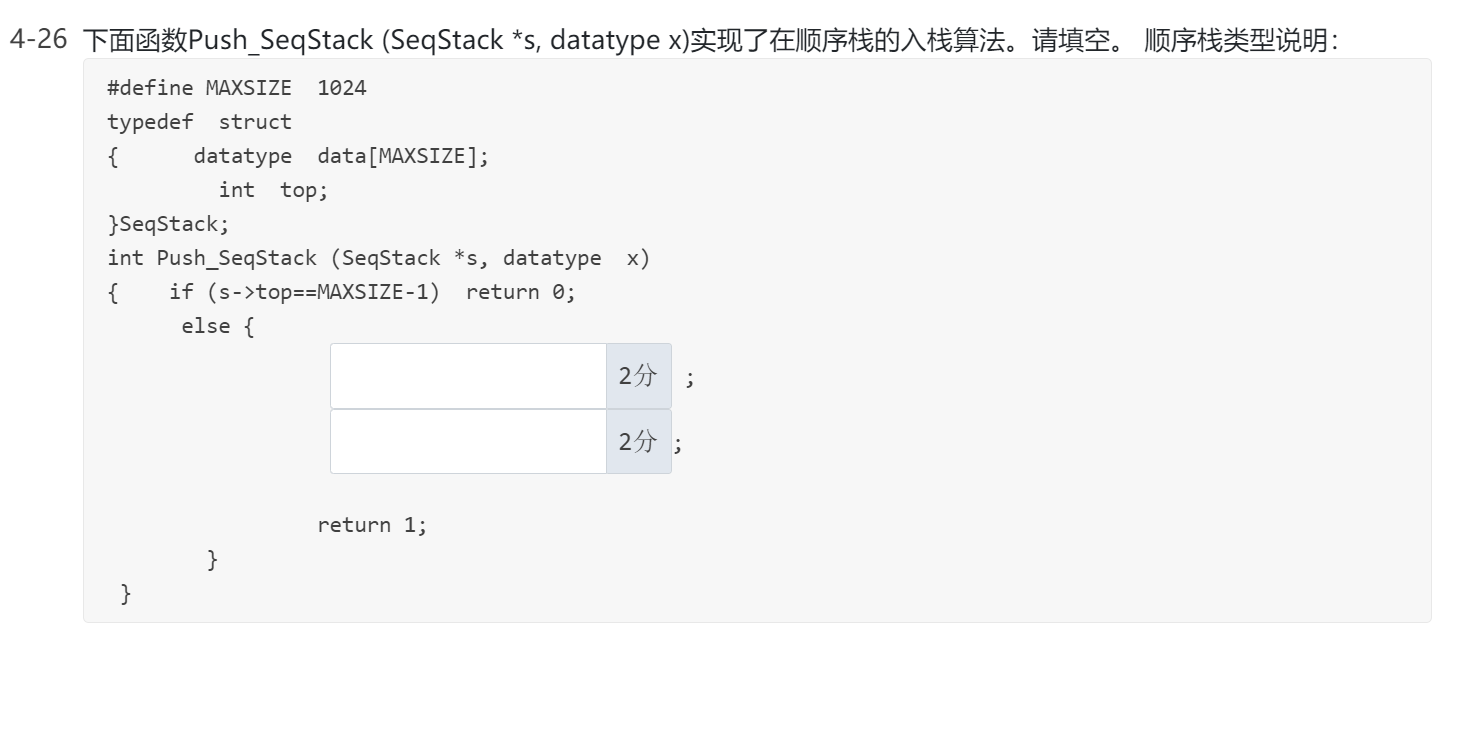 4-26 下面函数Push_SeqStack (SeqStack *s, datatype x)实现了在顺序栈的入栈算法。请填空。 顺序栈类型说明：
#define MAXSIZE  1024
typedef  struct
{      datatype  data[MAXSIZE];
         int  top;
}SeqStack;
int Push_SeqStack (SeqStack *s, datatype  x)
{    if (s->top==MAXSIZE-1)  return 0;
      else {
2分 ;
2分 ;
                 return 1;
        }
 }